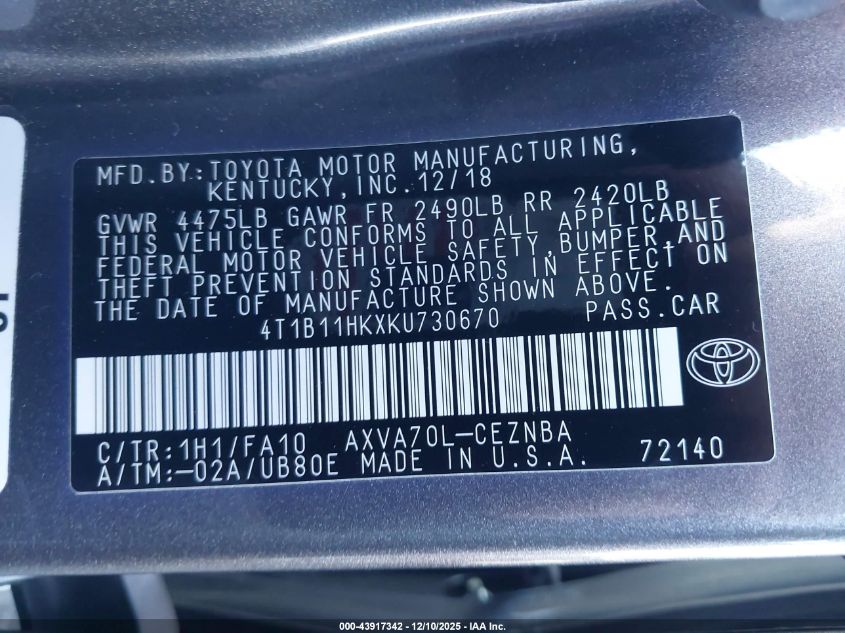 MFD.BY:TOYOTA MOTOR MANUFACTURING,
KENTUCKY,INC.12/18
GVWR 4475LB GAWR FR 2490LB RR 2420LB
THIS VEHICLE CONFORMS TO ALL APPLICABLE
FEDERAL MOTOR VEHICLE SAFETY,BUMPER,AND
THEFT PREVENTION STANDARDS IN EFFECT ON
THE DATE OF MANUFACTURE SHOWN ABOVE.
4T1B11HKXKU730670 PASS.CAR
C/TR:1H1/FA10 AXVA70L-CEZNBA
A/TM:-02A/UB80E MADE IN U.S.A. 72140
000-43917342 - 12/10/2025 - IAA Inc.